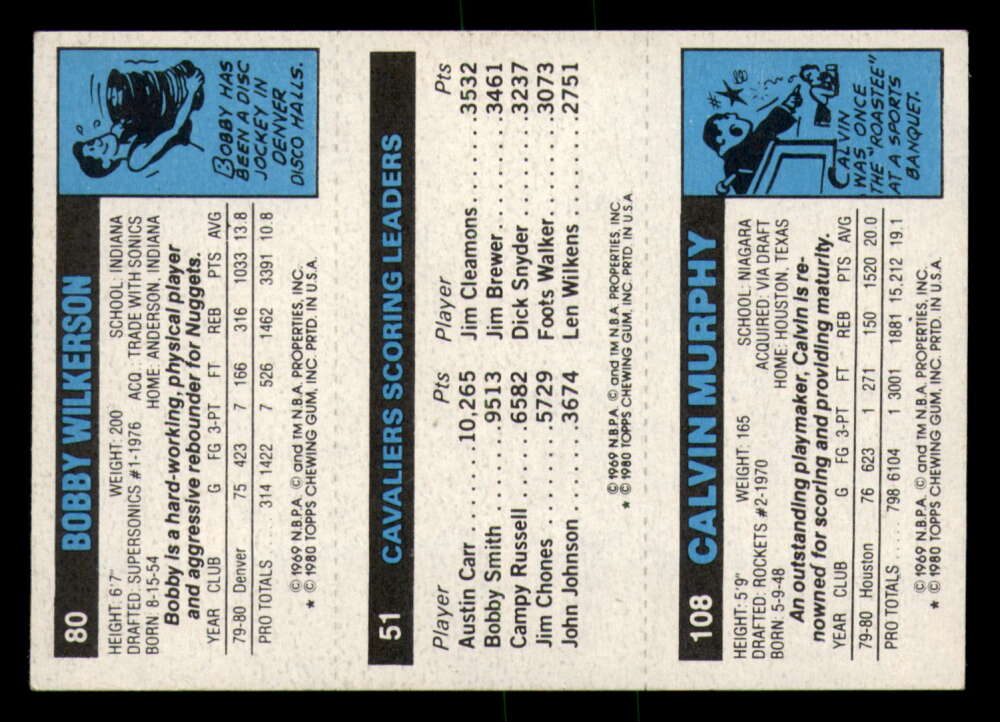 80 BOBBY WILKERSON
HEIGHT: 6'7" WEIGHT: 200 SCHOOL: INDIANA
DRAFTED: SUPERSONICS #1-1976 ACQ.: TRADE WITH SONICS
BORN: 8-15-54 HOME: ANDERSON, INDIANA
Bobby is a hard-working, physical player
and aggressive rebounder for Nuggets.
YEAR CLUB G FG 3-PT FT REB PTS AVG
79-80 Denver 75 423 7 166 316 1033 13.8
PRO TOTALS ..... 314 1422 7 526 1462 3391 10.8
© 1969 N.B.P.A. © and TM N.B.A. PROPERTIES, INC.
★ © 1980 TOPPS CHEWING GUM, INC. PRTD. IN U.S.A.
BOBBY HAS
BEEN A DISC
JOCKEY IN
DENVER
DISCO HALLS.
51 CAVALIERS SCORING LEADERS
Player Pts Player Pts
Austin Carr ..10,265 Jim Cleamons....3532
Bobby Smith ...9513 Jim Brewer......3461
Campy Russell ..6582 Dick Snyder .....3237
Jim Chones .....5729 Foots Walker.....3073
John Johnson ...3674 Len Wilkens .....2751
© 1969 N.B.P.A. © and TM N.B.A. PROPERTIES, INC.
★ © 1980 TOPPS CHEWING GUM, INC. PRTD. IN U.S.A.
108 CALVIN MURPHY
HEIGHT: 5'9" WEIGHT: 165 SCHOOL: NIAGARA
DRAFTED: ROCKETS #2-1970 ACQUIRED: VIA DRAFT
BORN: 5-9-48 HOME: HOUSTON, TEXAS
An outstanding playmaker, Calvin is re-
nowned for scoring and providing maturity.
YEAR CLUB G FG 3-PT FT REB PTS AVG
79-80 Houston 76 623 1 271 150 1520 20.0
PRO TOTALS .... 798 6104 1 3001 1881 15,212 19.1
© 1969 N.B.P.A. © and TM N.B.A. PROPERTIES, INC.
★ © 1980 TOPPS CHEWING GUM, INC. PRTD. IN U.S.A.
CALVIN
WAS ONCE
THE "ROASTEE"
AT A SPORTS
BANQUET.